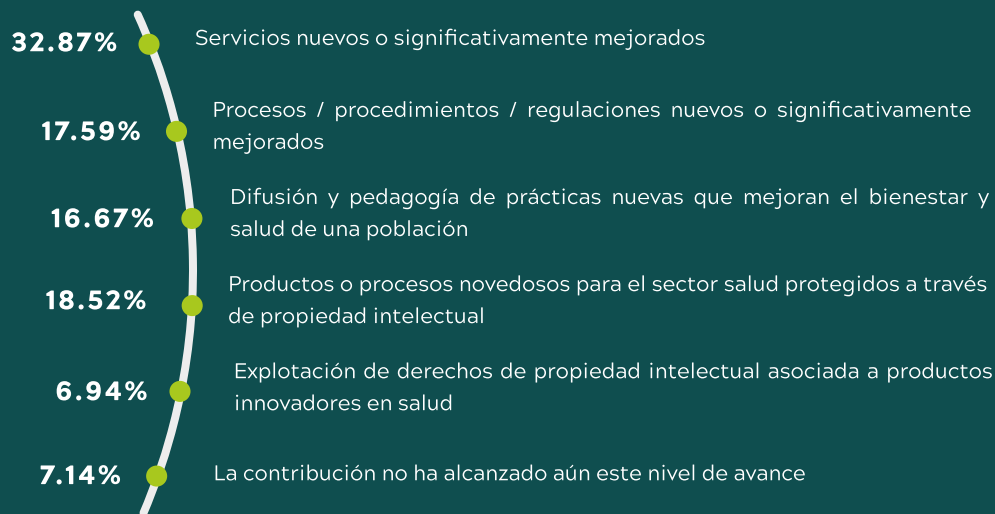 32.87% Servicios nuevos o significativamente mejorados
17.59% Procesos / procedimientos / regulaciones nuevos o significativamente
mejorados
16.67% Difusión y pedagogía de prácticas nuevas que mejoran el bienestar y
salud de una población
18.52% Productos o procesos novedosos para el sector salud protegidos a través
de propiedad intelectual
6.94% Explotación de derechos de propiedad intelectual asociada a productos
innovadores en salud
7.14% La contribución no ha alcanzado aún este nivel de avance